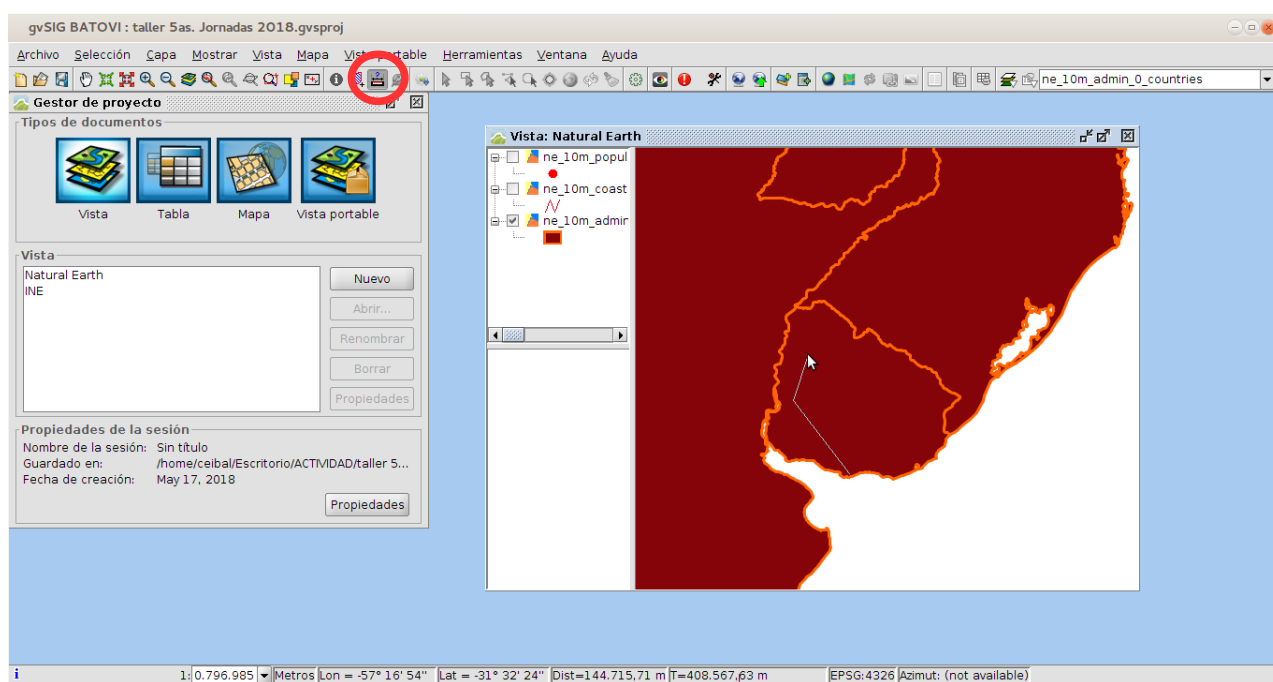 gvSIG BATOVI : taller 5as. Jornadas 2018.gvsproj
Archivo Selección Capa Mostrar Vista Mapa Vista portable Herramientas Ventana Ayuda
ne_10m_admin_0_countries
Gestor de proyecto
Tipos de documentos
Vista Tabla Mapa Vista portable
Vista
Natural Earth
INE
Nuevo
Abrir...
Renombrar
Borrar
Propiedades
Propiedades de la sesión
Nombre de la sesión: Sin título
Guardado en: /home/ceibal/Escritorio/ACTIVIDAD/taller 5...
Fecha de creación: May 17, 2018
Propiedades
Vista: Natural Earth
ne_10m_popul
ne_10m_coast
ne_10m_admir
1: 0.796.985 Metros Lon = -57° 16' 54" Lat = -31° 32' 24" Dist=144.715,71 m T=408.567,63 m EPSG:4326 Azimut: (not available)